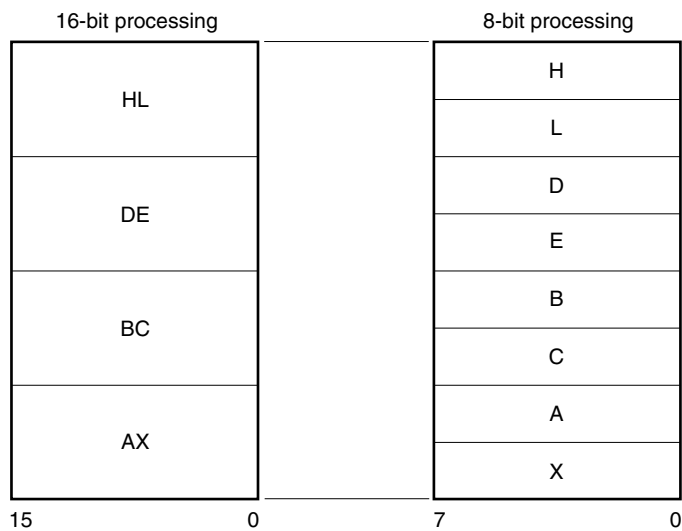 16-bit processing
8-bit processing
HL
H
L
DE
D
E
BC
B
C
AX
A
X
15
0
7
0